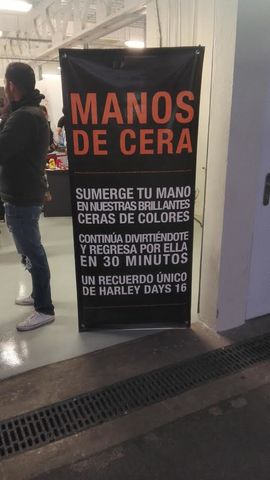 MANOS
DE CERA
SUMERGE TU MANO
EN NUESTRAS BRILLANTES
CERAS DE COLORES
CONTINÚA DIVIRTIÉNDOTE
Y REGRESA POR ELLA
EN 30 MINUTOS
UN RECUERDO ÚNICO
DE HARLEY DAYS 16